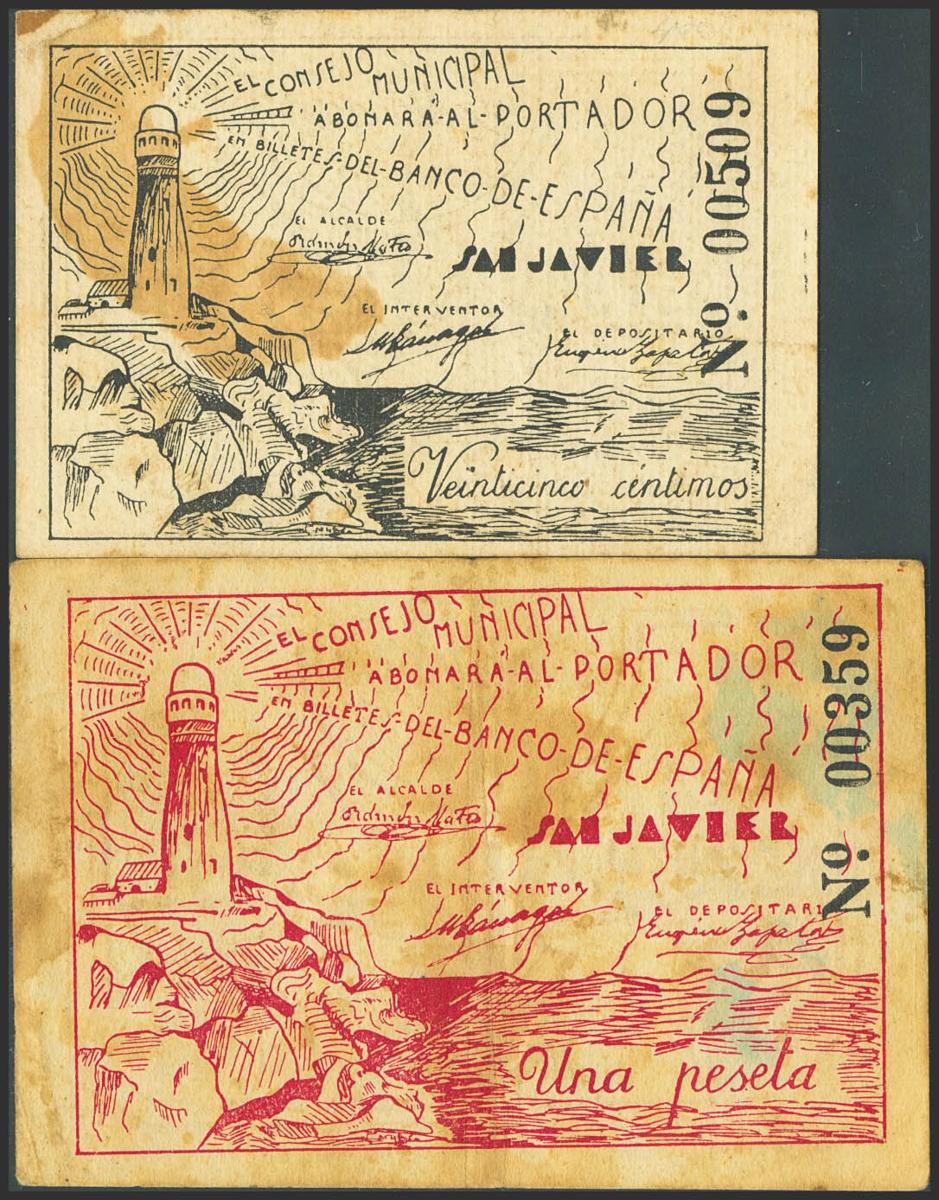 EL CONSEJO MUNICIPAL
ABONARÁ-AL-PORTADOR
EN BILLETES-DEL-BANCO-DE-ESPAÑA
EL ALCALDE
SAN JAVIER
EL INTERVENTOR
EL DEPOSITARIO
Nº. 00509
Veinticinco céntimos
EL CONSEJO MUNICIPAL
ABONARÁ-AL-PORTADOR
EN BILLETES-DEL-BANCO-DE-ESPAÑA
EL ALCALDE
SAN JAVIER
EL INTERVENTOR
EL DEPOSITARI
Nº. 00359
Una peseta